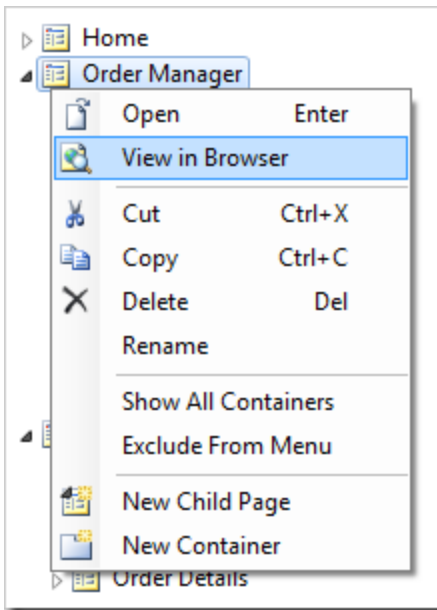 Home
Order Manager
Open Enter
View in Browser
Cut Ctrl+X
Copy Ctrl+C
Delete Del
Rename
Show All Containers
Exclude From Menu
New Child Page
New Container
Order Details